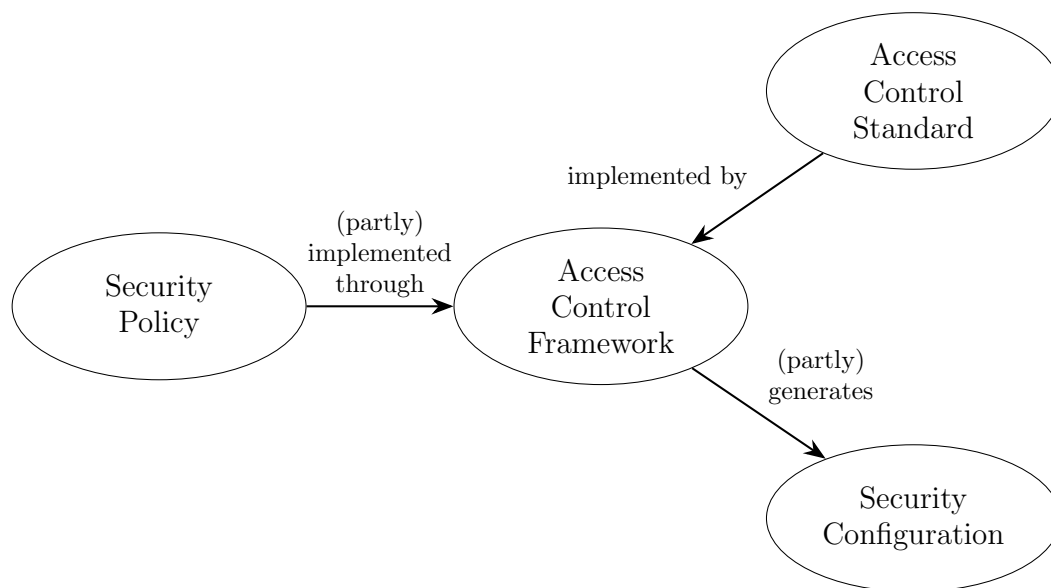 Access
Control
Standard
implemented by
(partly)
implemented
through
Security
Policy
Access
Control
Framework
(partly)
generates
Security
Configuration